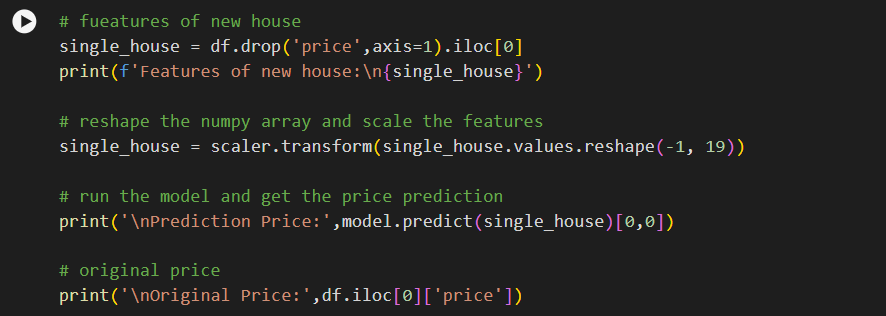 # fueatures of new house
single_house = df.drop('price',axis=1).iloc[0]
print(f'Features of new house:\n{single_house}')
# reshape the numpy array and scale the features
single_house = scaler.transform(single_house.values.reshape(-1, 19))
# run the model and get the price prediction
print('\nPrediction Price:',model.predict(single_house)[0,0])
# original price
print('\nOriginal Price:',df.iloc[0]['price'])